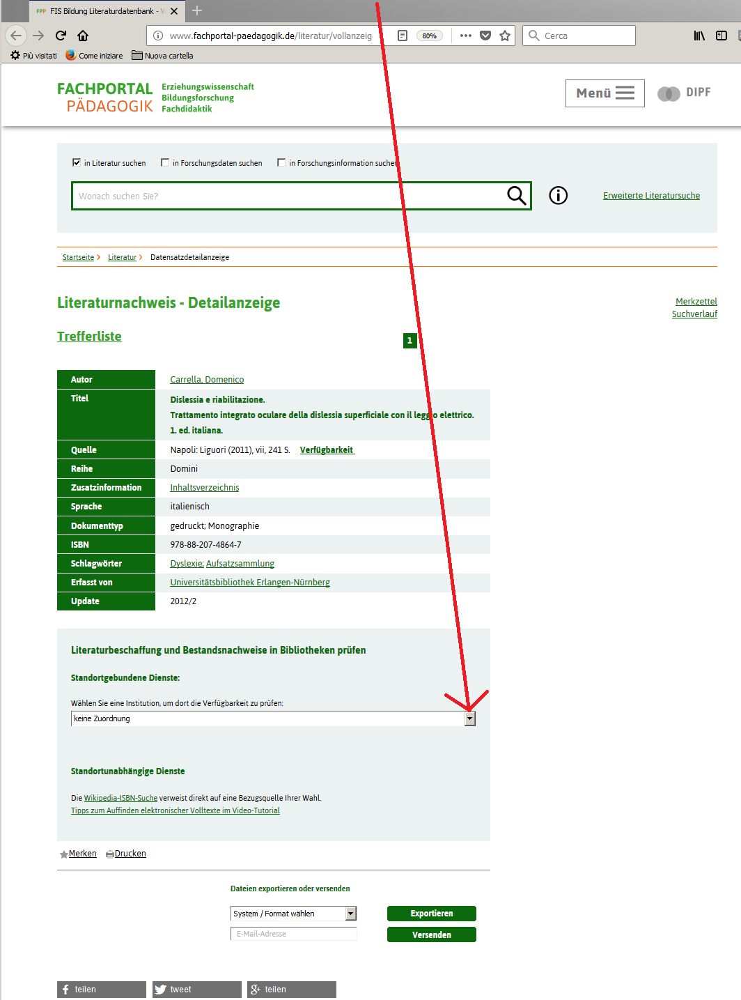 FPP FIS Bildung Literaturdatenbank - V
www.fachportal-paedagogik.de/literatur/vollanzeig 80% Cerca
Più visitati Come iniziare Nuova cartella
FACHPORTAL
PÄDAGOGIK
Erziehungswissenschaft
Bildungsforschung
Fachdidaktik
Menü
DIPF
in Literatur suchen in Forschungsdaten suchen in Forschungsinformation suchen
Wonach suchen Sie?
Erweiterte Literatursuche
Startseite > Literatur > Datensatzdetailanzeige
Literaturnachweis - Detailanzeige
Merkzettel
Suchverlauf
Trefferliste
1
Autor Carrella, Domenico
Titel Dislessia e riabilitazione.
Trattamento integrato oculare della dislessia superficiale con il leggio elettrico.
1. ed. italiana.
Quelle Napoli: Liguori (2011), vii, 241 S. Verfügbarkeit
Reihe Domini
Zusatzinformation Inhaltsverzeichnis
Sprache italienisch
Dokumenttyp gedruckt; Monographie
ISBN 978-88-207-4864-7
Schlagwörter Dyslexie; Aufsatzsammlung
Erfasst von Universitätsbibliothek Erlangen-Nürnberg
Update 2012/2
Literaturbeschaffung und Bestandsnachweise in Bibliotheken prüfen
Standortgebundene Dienste:
Wählen Sie eine Institution, um dort die Verfügbarkeit zu prüfen:
keine Zuordnung
Standortunabhängige Dienste
Die Wikipedia-ISBN-Suche verweist direkt auf eine Bezugsquelle Ihrer Wahl.
Tipps zum Auffinden elektronischer Volltexte im Video-Tutorial
Merken Drucken
Dateien exportieren oder versenden
System / Format wählen Exportieren
E-Mail-Adresse Versenden
teilen tweet teilen